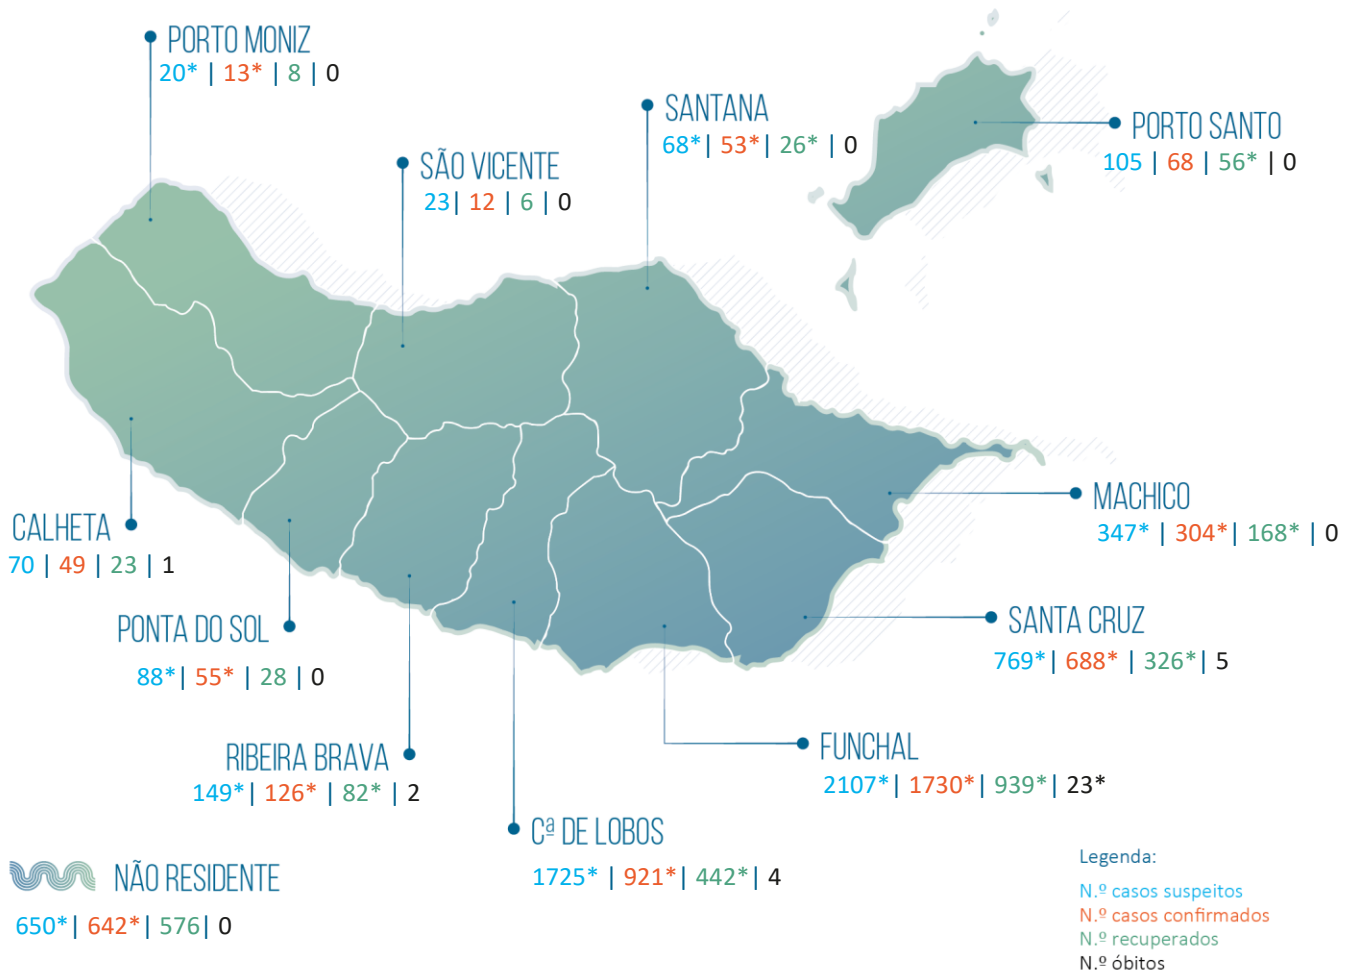 PORTO MONIZ
20* | 13* | 8 | 0
SANTANA
68* | 53* | 26* | 0
PORTO SANTO
105 | 68 | 56* | 0
SÃO VICENTE
23 | 12 | 6 | 0
MACHICO
347* | 304* | 168* | 0
CALHETA
70 | 49 | 23 | 1
PONTA DO SOL
88* | 55* | 28 | 0
SANTA CRUZ
769* | 688* | 326* | 5
RIBEIRA BRAVA
149* | 126* | 82* | 2
FUNCHAL
2107* | 1730* | 939* | 23*
Cª DE LOBOS
1725* | 921* | 442* | 4
NÃO RESIDENTE
650* | 642* | 576 | 0
Legenda:
N.º casos suspeitos
N.º casos confirmados
N.º recuperados
N.º óbitos